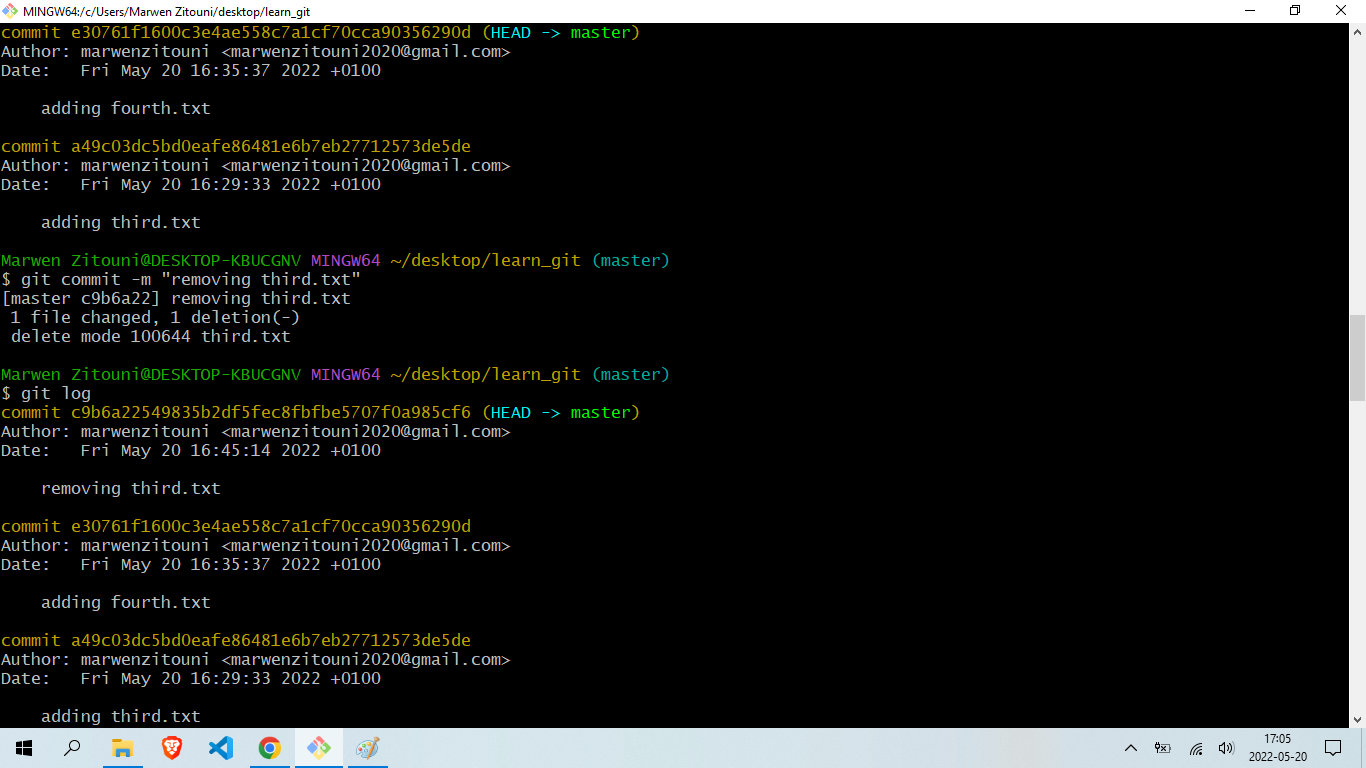 MINGW64:/c/Users/Marwen Zitouni/desktop/learn_git
commit e30761f1600c3e4ae558c7a1cf70cca90356290d (HEAD -> master)
Author: marwenzitouni <marwenzitouni2020@gmail.com>
Date:   Fri May 20 16:35:37 2022 +0100
    adding fourth.txt
commit a49c03dc5bd0eafe86481e6b7eb27712573de5de
Author: marwenzitouni <marwenzitouni2020@gmail.com>
Date:   Fri May 20 16:29:33 2022 +0100
    adding third.txt
Marwen Zitouni@DESKTOP-KBUCGNV MINGW64 ~/desktop/learn_git (master)
$ git commit -m "removing third.txt"
[master c9b6a22] removing third.txt
 1 file changed, 1 deletion(-)
 delete mode 100644 third.txt
Marwen Zitouni@DESKTOP-KBUCGNV MINGW64 ~/desktop/learn_git (master)
$ git log
commit c9b6a22549835b2df5fec8fbfbe5707f0a985cf6 (HEAD -> master)
Author: marwenzitouni <marwenzitouni2020@gmail.com>
Date:   Fri May 20 16:45:14 2022 +0100
    removing third.txt
commit e30761f1600c3e4ae558c7a1cf70cca90356290d
Author: marwenzitouni <marwenzitouni2020@gmail.com>
Date:   Fri May 20 16:35:37 2022 +0100
    adding fourth.txt
commit a49c03dc5bd0eafe86481e6b7eb27712573de5de
Author: marwenzitouni <marwenzitouni2020@gmail.com>
Date:   Fri May 20 16:29:33 2022 +0100
    adding third.txt
17:05
2022-05-20